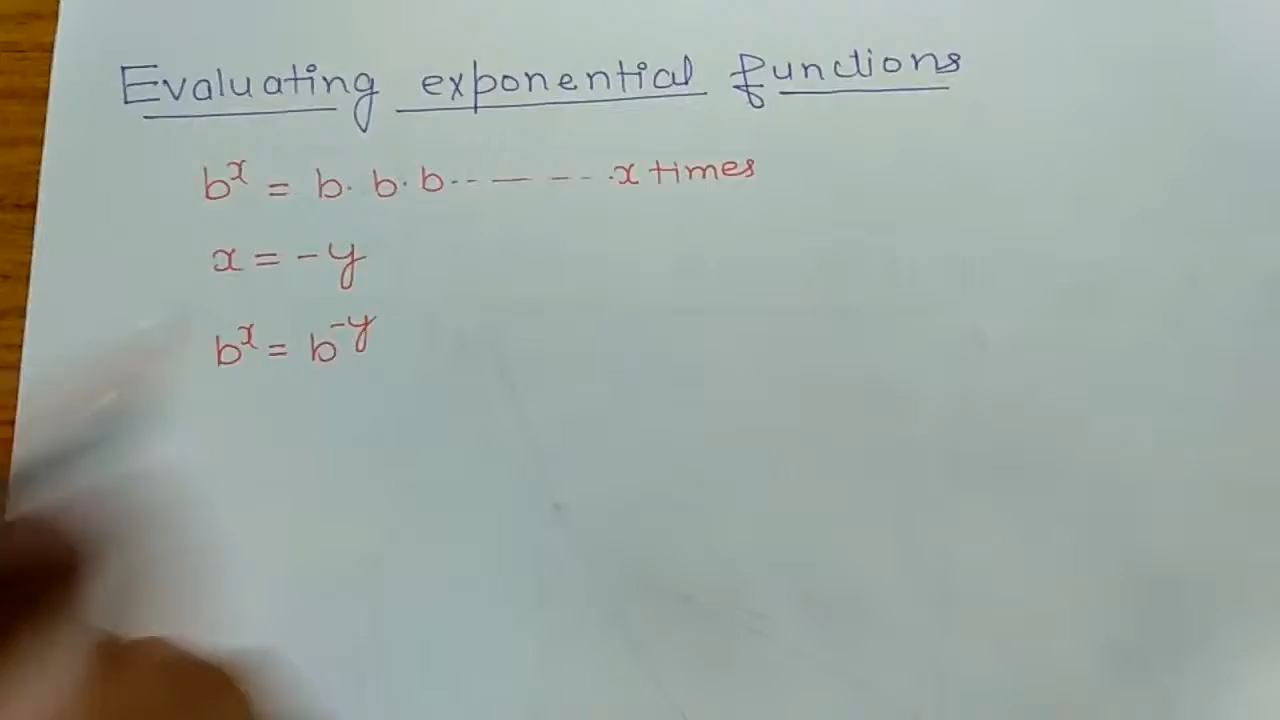 Evaluating exponential functions
b^x = b. b. b. - - — - - - . x times
x = -y
b^x = b^-y